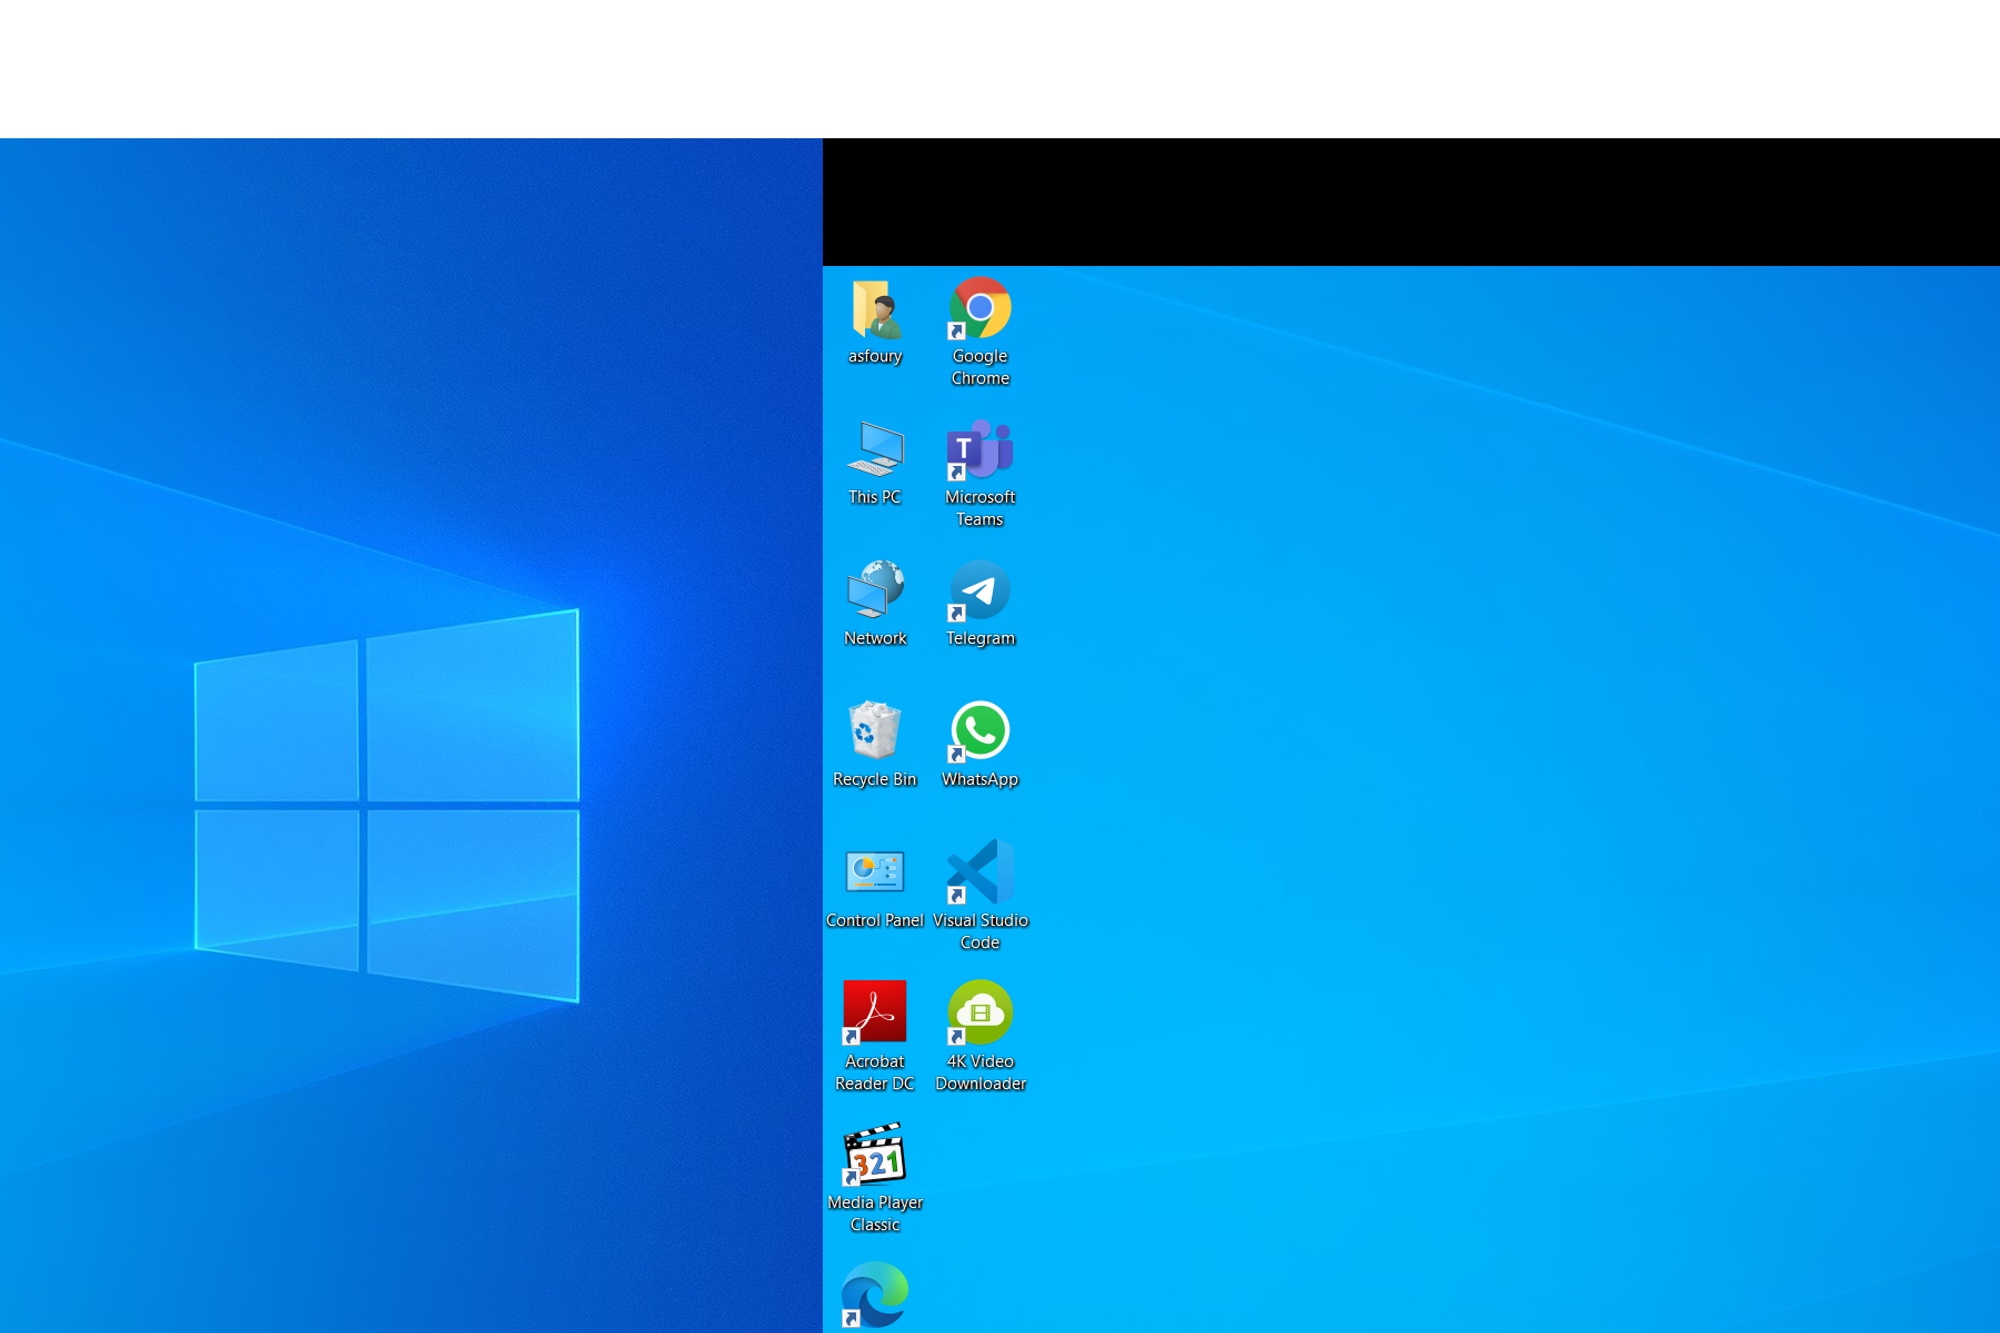 asfoury
Google
Chrome
This PC
T
Microsoft
Teams
Network
Telegram
Recycle Bin
WhatsApp
Control Panel
Visual Studio
Code
Acrobat
Reader DC
4K Video
Downloader
321
Media Player
Classic